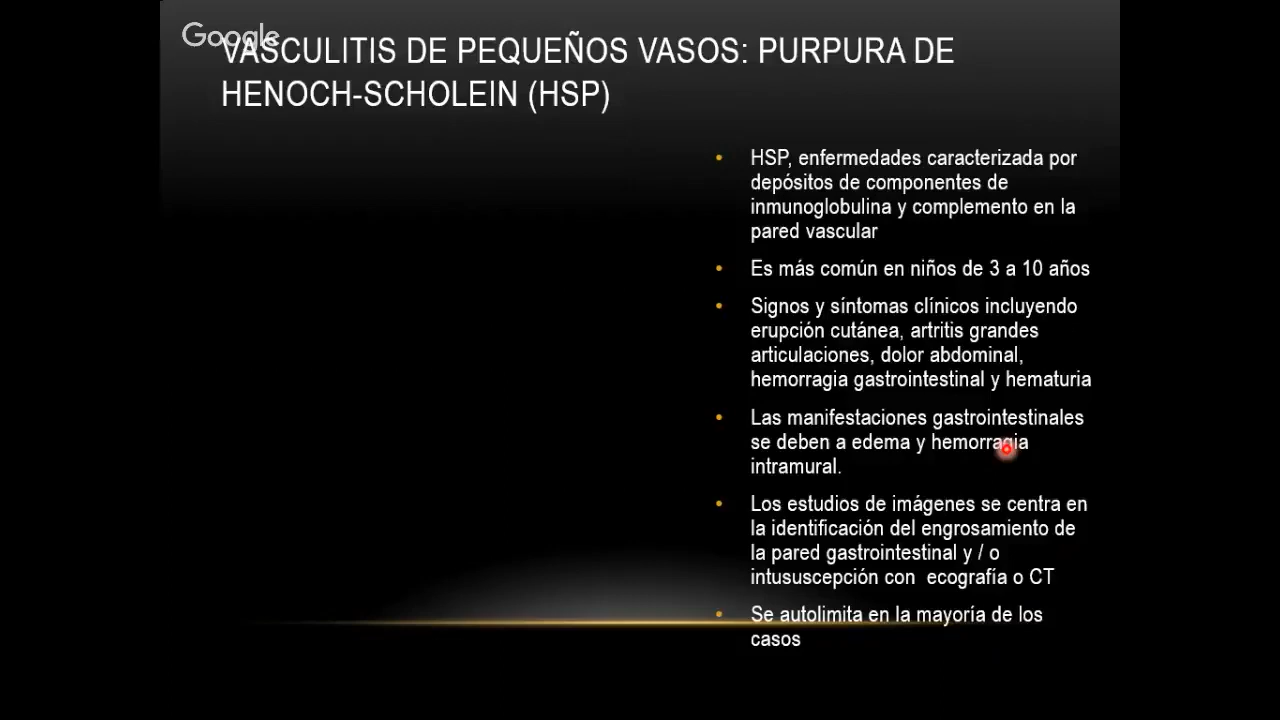 Google
VASCULITIS DE PEQUEÑOS VASOS: PURPURA DE
HENOCH-SCHOLEIN (HSP)
• HSP, enfermedades caracterizada por
depósitos de componentes de
inmunoglobulina y complemento en la
pared vascular
• Es más común en niños de 3 a 10 años
• Signos y síntomas clínicos incluyendo
erupción cutánea, artritis grandes
articulaciones, dolor abdominal,
hemorragia gastrointestinal y hematuria
• Las manifestaciones gastrointestinales
se deben a edema y hemorragia
intramural.
• Los estudios de imágenes se centra en
la identificación del engrosamiento de
la pared gastrointestinal y / o
intususcepción con  ecografía o CT
• Se autolimita en la mayoría de los
casos